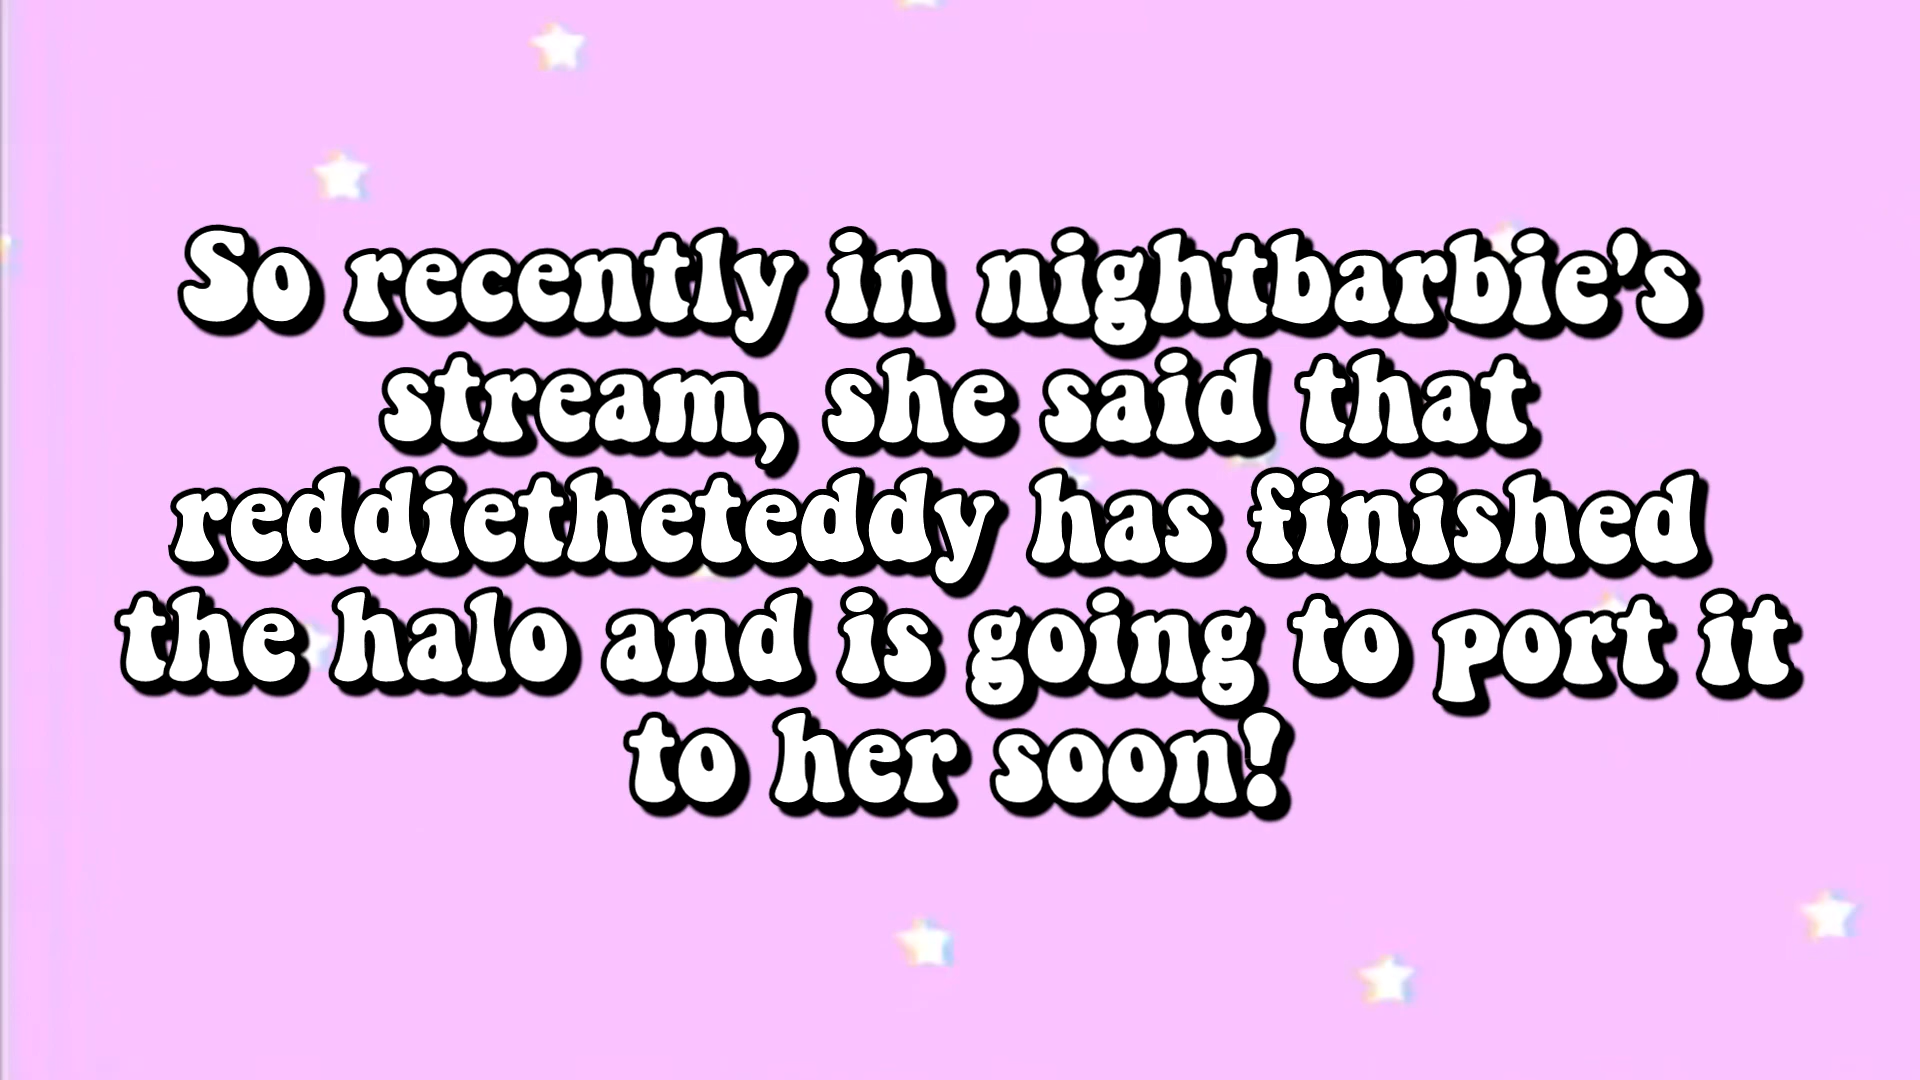 So recently in nightbarbie's
stream, she said that
reddietheteddy has finished
the halo and is going to port it
to her soon!